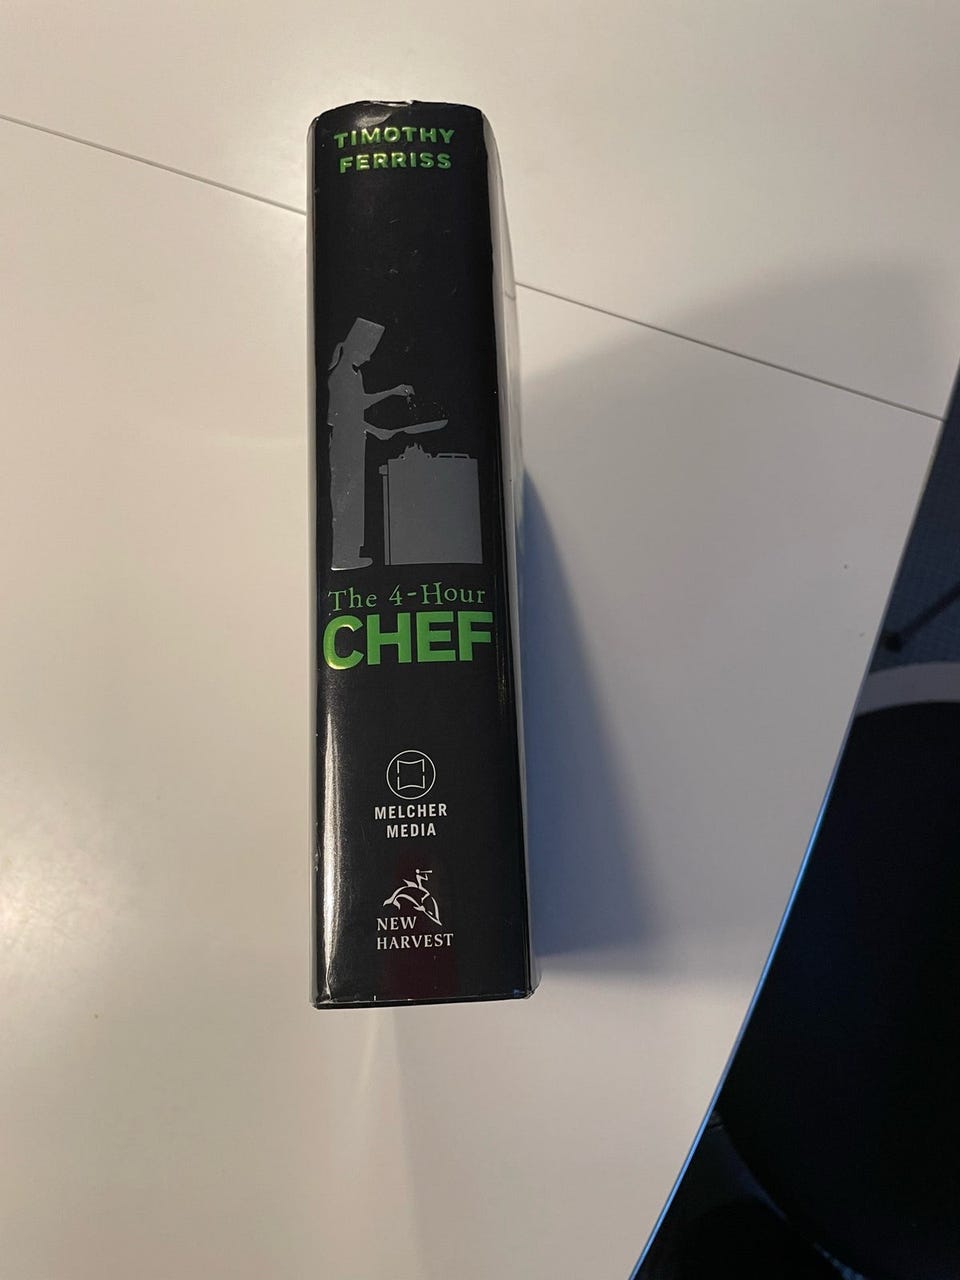 TIMOTHY
FERRISS
The 4-Hour
CHEF
MELCHER
MEDIA
NEW
HARVEST